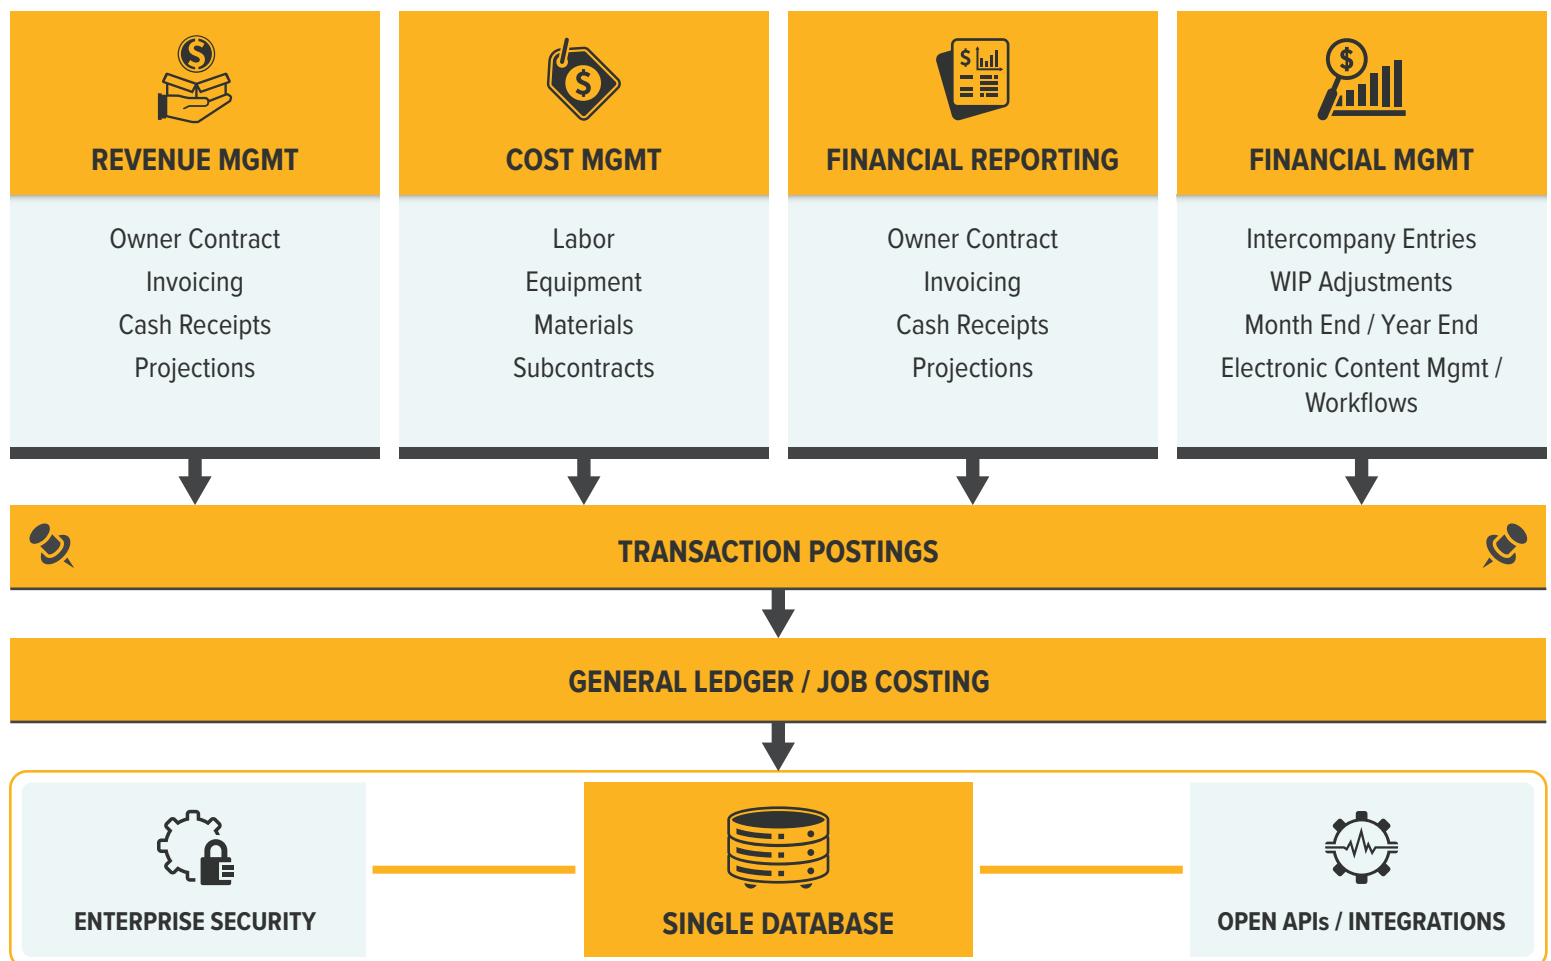 REVENUE MGMT
Owner Contract
Invoicing
Cash Receipts
Projections
COST MGMT
Labor
Equipment
Materials
Subcontracts
FINANCIAL REPORTING
Owner Contract
Invoicing
Cash Receipts
Projections
FINANCIAL MGMT
Intercompany Entries
WIP Adjustments
Month End / Year End
Electronic Content Mgmt /
Workflows
TRANSACTION POSTINGS
GENERAL LEDGER / JOB COSTING
ENTERPRISE SECURITY
SINGLE DATABASE
OPEN APIs / INTEGRATIONS